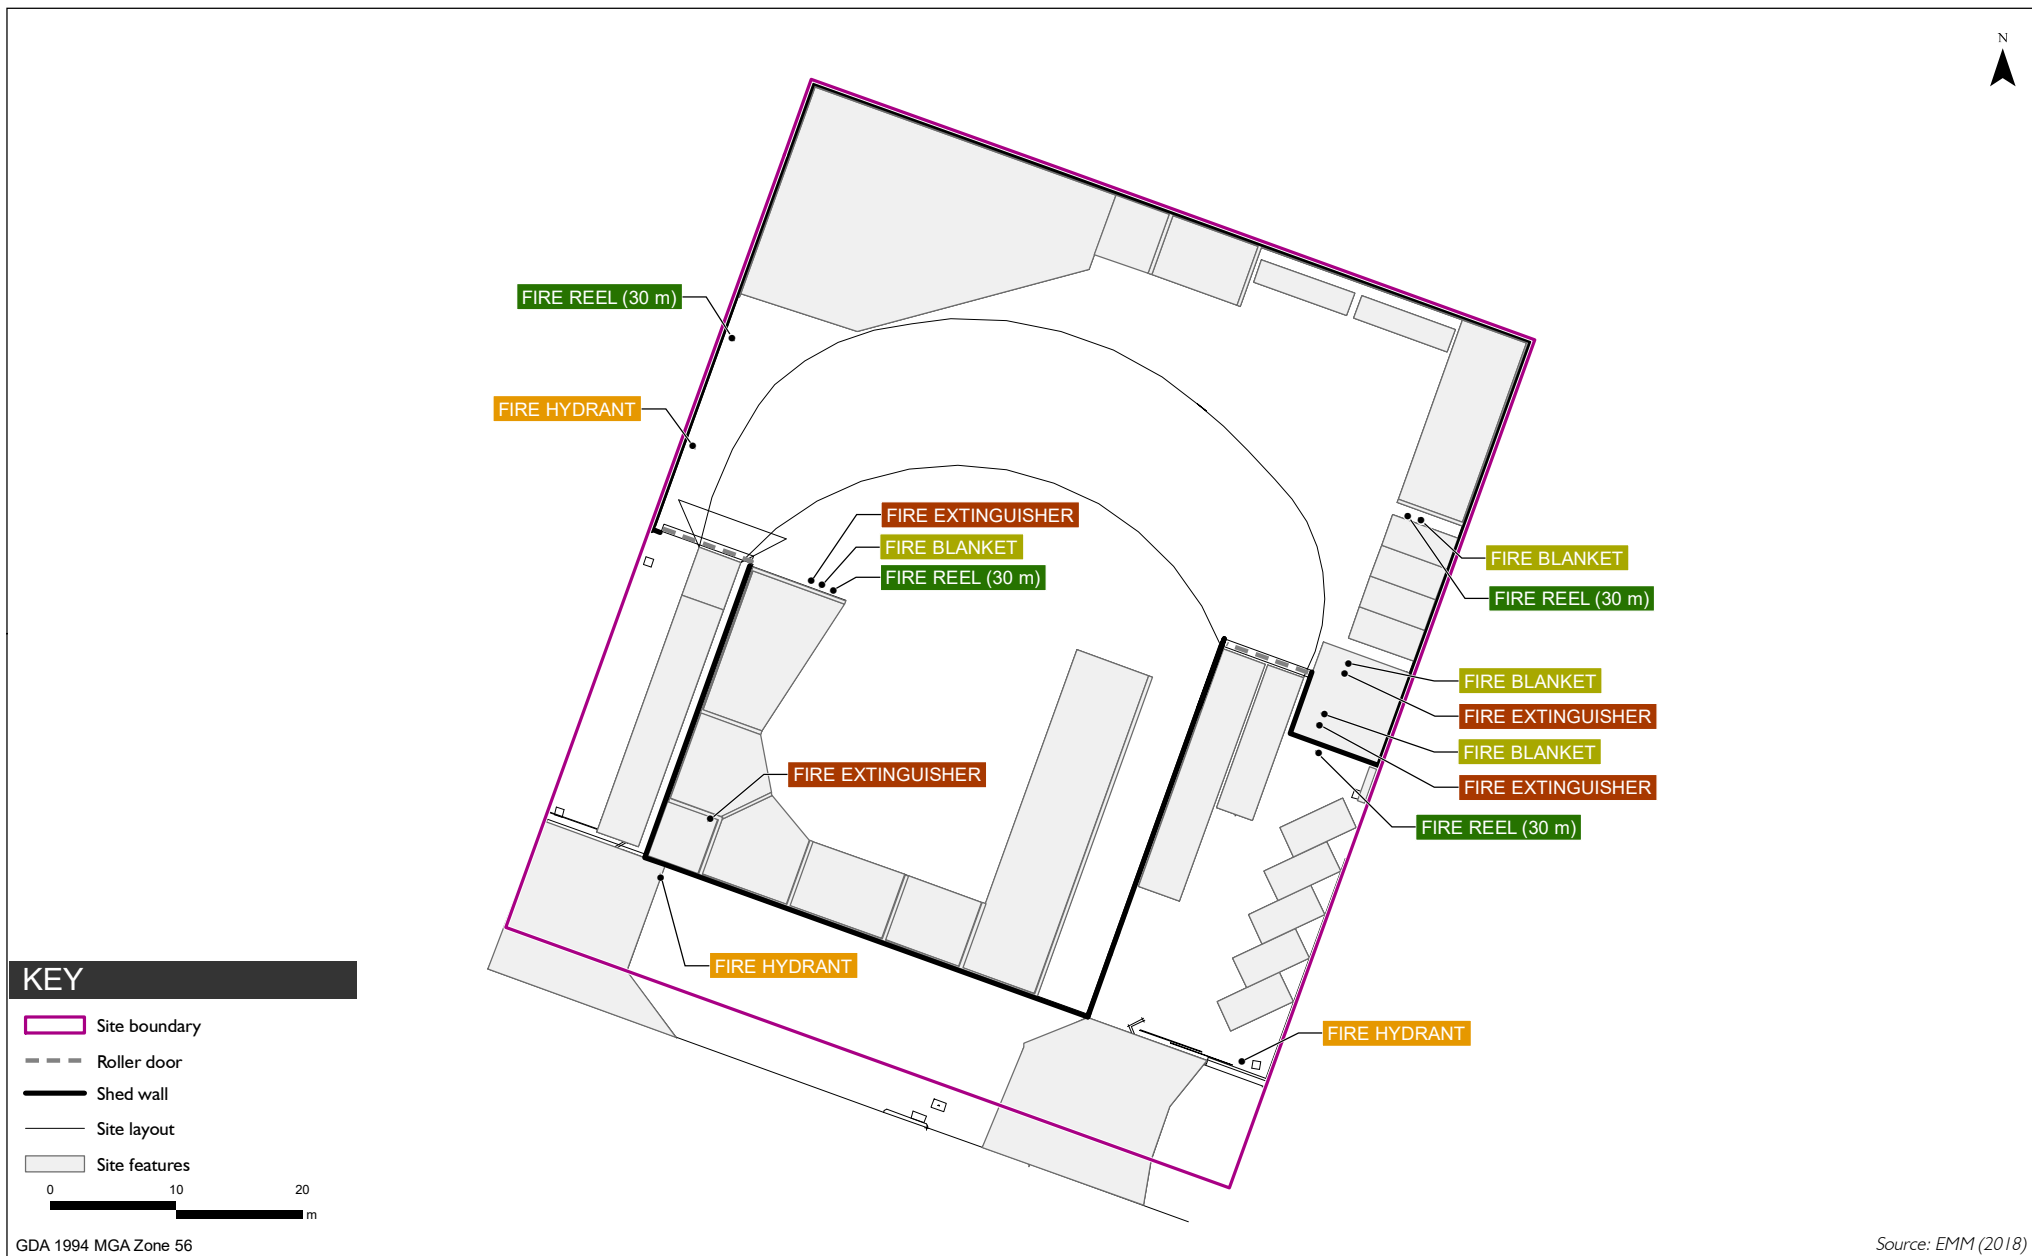 N
FIRE REEL (30 m)
FIRE HYDRANT
FIRE EXTINGUISHER
FIRE BLANKET
FIRE REEL (30 m)
FIRE BLANKET
FIRE REEL (30 m)
FIRE BLANKET
FIRE EXTINGUISHER
FIRE BLANKET
FIRE EXTINGUISHER
FIRE REEL (30 m)
FIRE EXTINGUISHER
FIRE HYDRANT
FIRE HYDRANT
KEY
Site boundary
Roller door
Shed wall
Site layout
Site features
0 10 20
m
GDA 1994 MGA Zone 56
Source: EMM (2018)